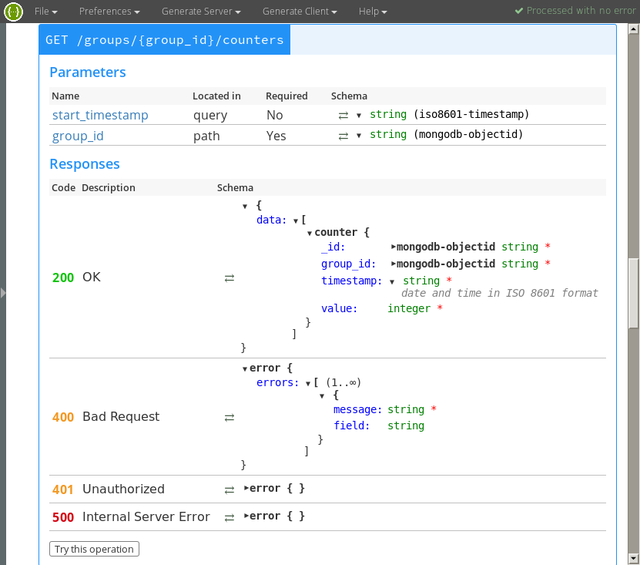 {··} File Preferences Generate Server Generate Client Help ✔ Processed with no error
GET /groups/{group_id}/counters
Parameters
Name Located in Required Schema
start_timestamp query No ⇄ ▼ string (iso8601-timestamp)
group_id path Yes ⇄ ▼ string (mongodb-objectid)
Responses
Code Description Schema
▼ {
data: ▼[
▼counter {
_id: ▶mongodb-objectid string *
group_id: ▶mongodb-objectid string *
200 OK ⇄ timestamp: ▼ string *
date and time in ISO 8601 format
value: integer *
}
]
}
▼error {
errors: ▼[ (1..∞)
▼ {
message: string *
400 Bad Request ⇄
field: string
}
]
}
401 Unauthorized ⇄ ▶error { }
500 Internal Server Error ⇄ ▶error { }
Try this operation